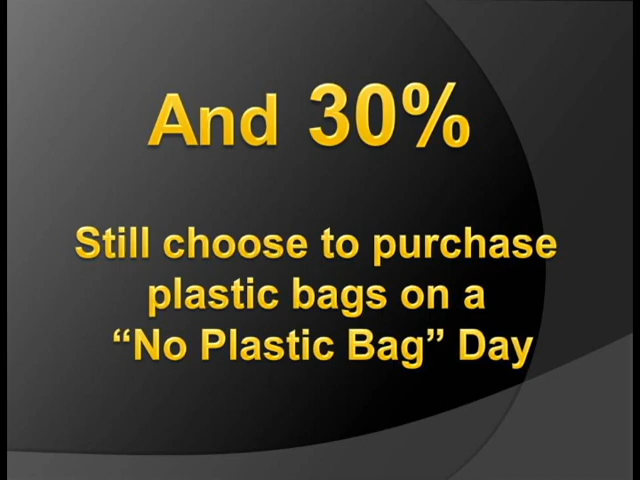 And 30%
Still choose to purchase
plastic bags on a
“No Plastic Bag” Day